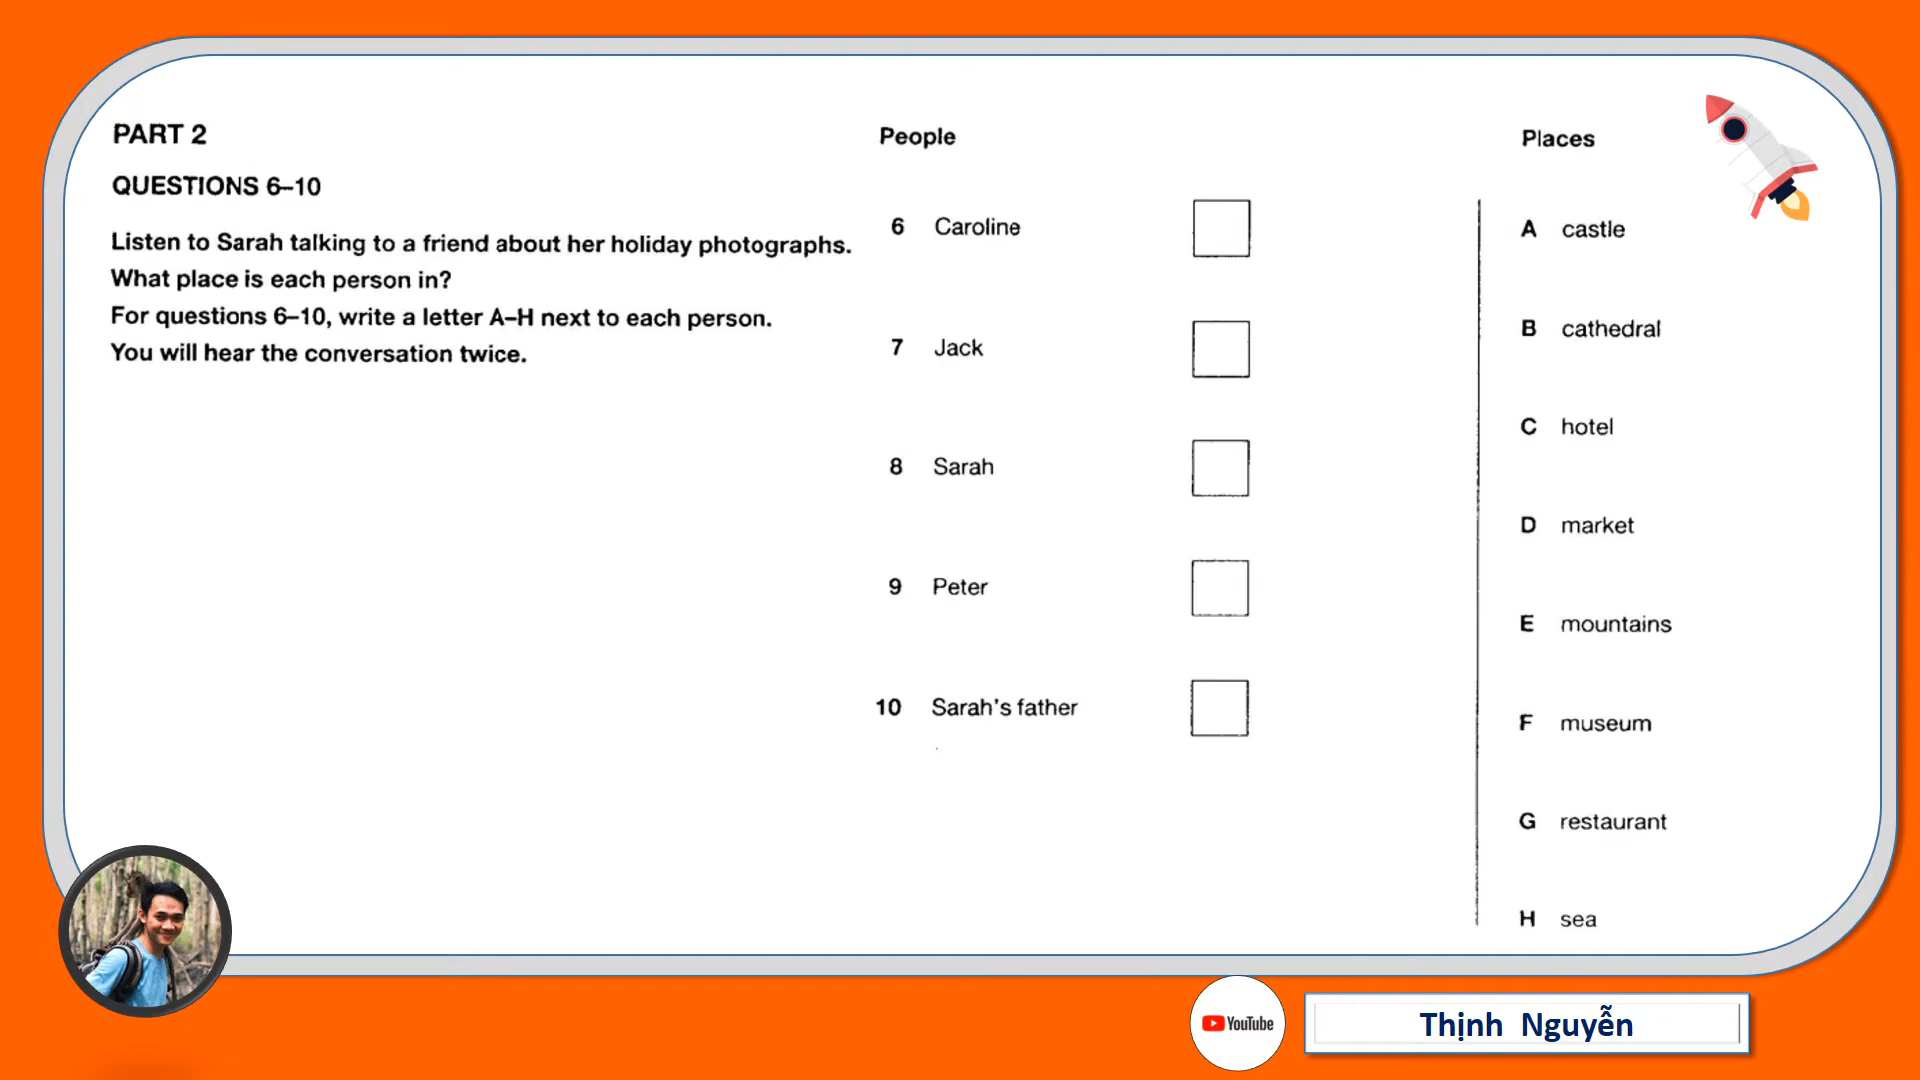 PART 2
QUESTIONS 6–10
Listen to Sarah talking to a friend about her holiday photographs.
What place is each person in?
For questions 6–10, write a letter A–H next to each person.
You will hear the conversation twice.
People
6 Caroline
7 Jack
8 Sarah
9 Peter
10 Sarah's father
Places
A castle
B cathedral
C hotel
D market
E mountains
F museum
G restaurant
H sea
YouTube
Thịnh Nguyễn